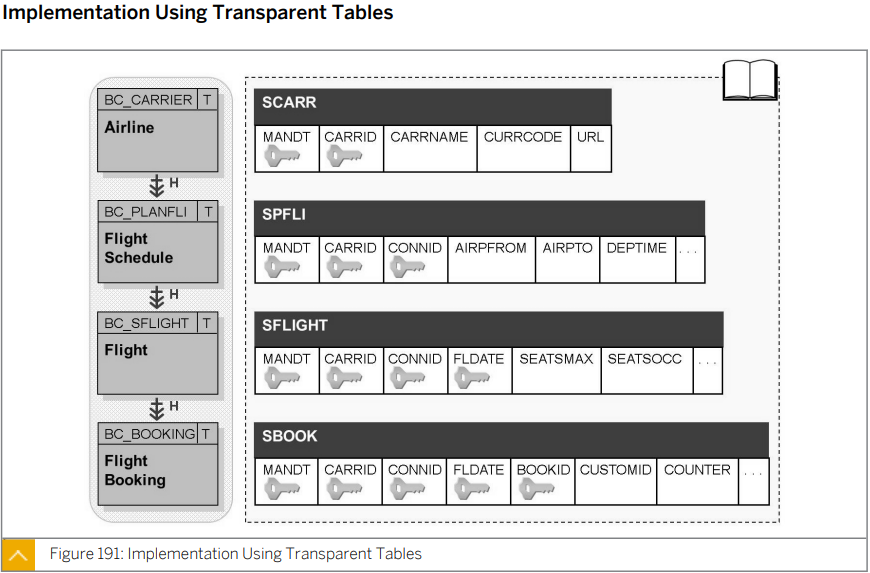 Implementation Using Transparent Tables
BC_CARRIER T
Airline
H
BC_PLANFLI T
Flight
Schedule
H
BC_SFLIGHT T
Flight
H
BC_BOOKING T
Flight
Booking
SCARR
MANDT CARRID CARRNAME CURRCODE URL
SPFLI
MANDT CARRID CONNID AIRPFROM AIRPTO DEPTIME ...
SFLIGHT
MANDT CARRID CONNID FLDATE SEATSMAX SEATSOCC ...
SBOOK
MANDT CARRID CONNID FLDATE BOOKID CUSTOMID COUNTER ...
Figure 191: Implementation Using Transparent Tables